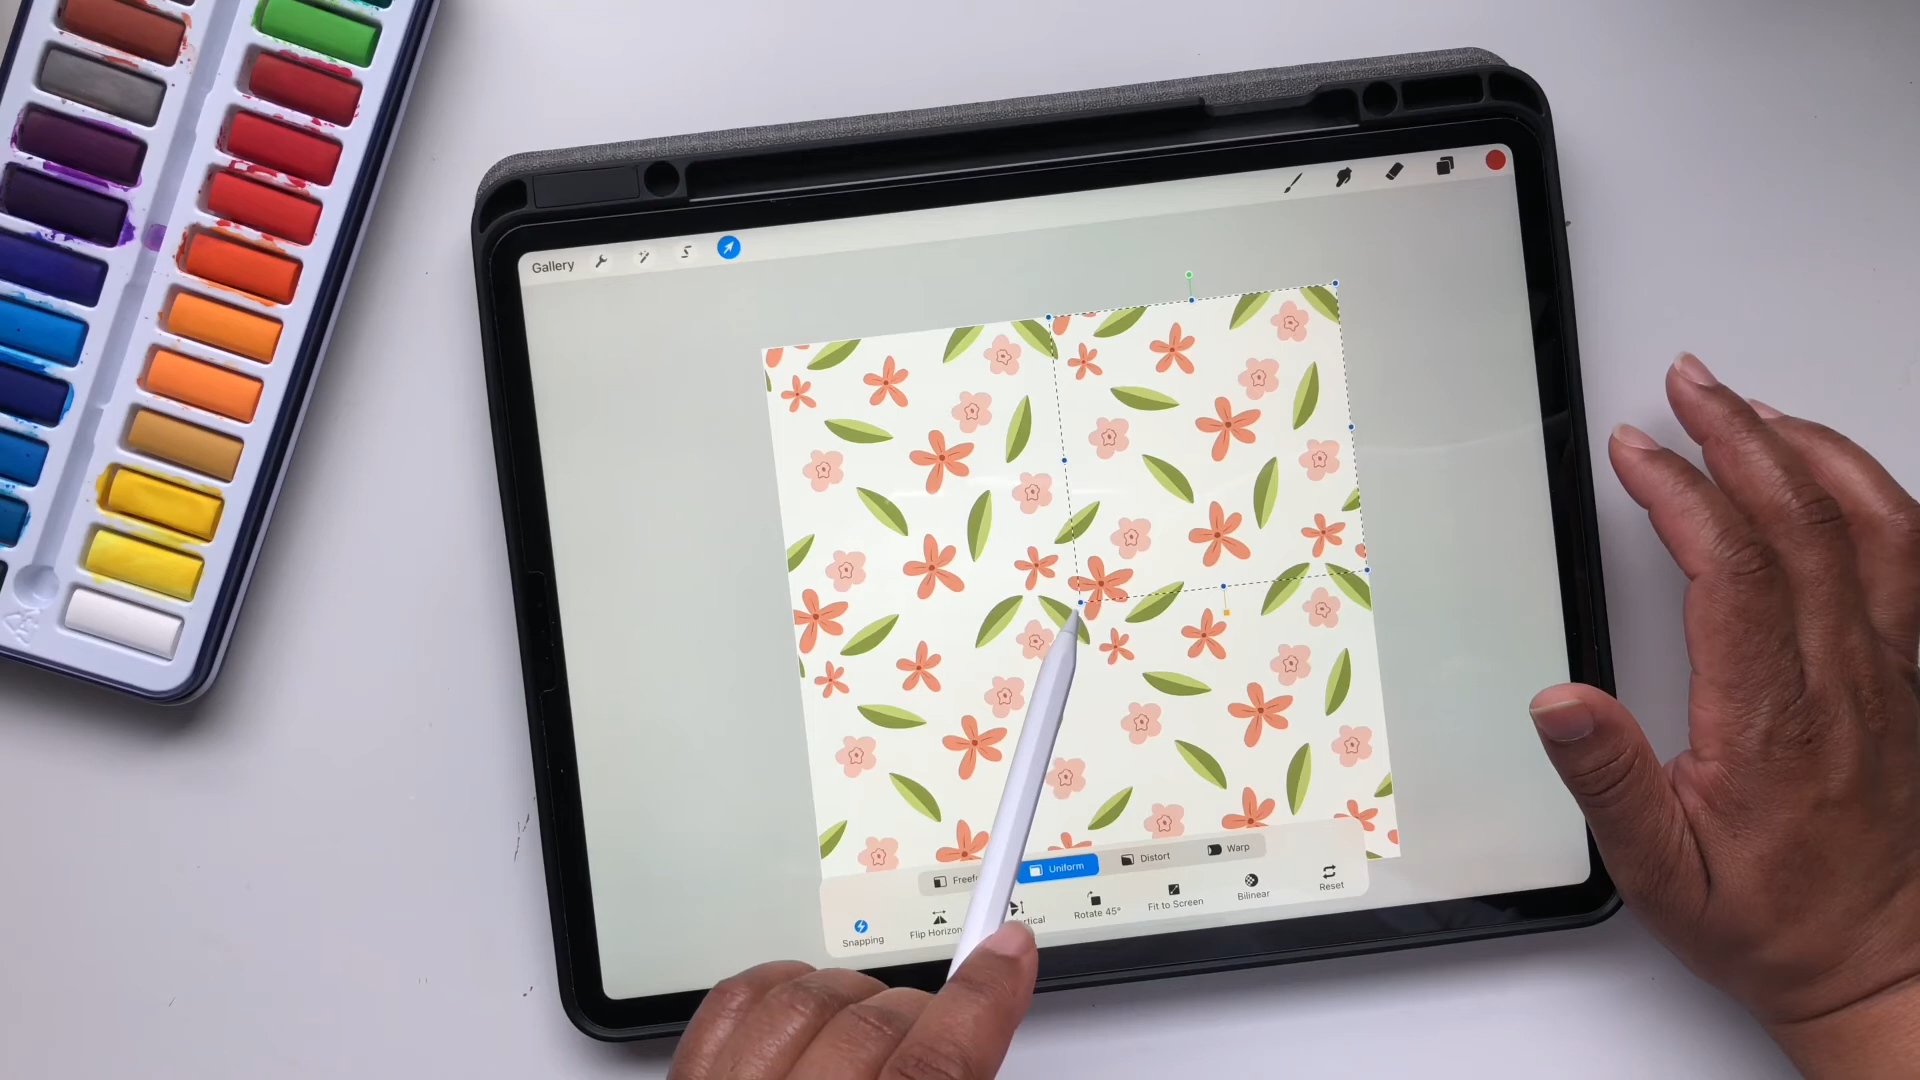 Gallery
Uniform
Distort
Warp
Snapping
Rotate 45°
Fit to Screen
Bilinear
Reset